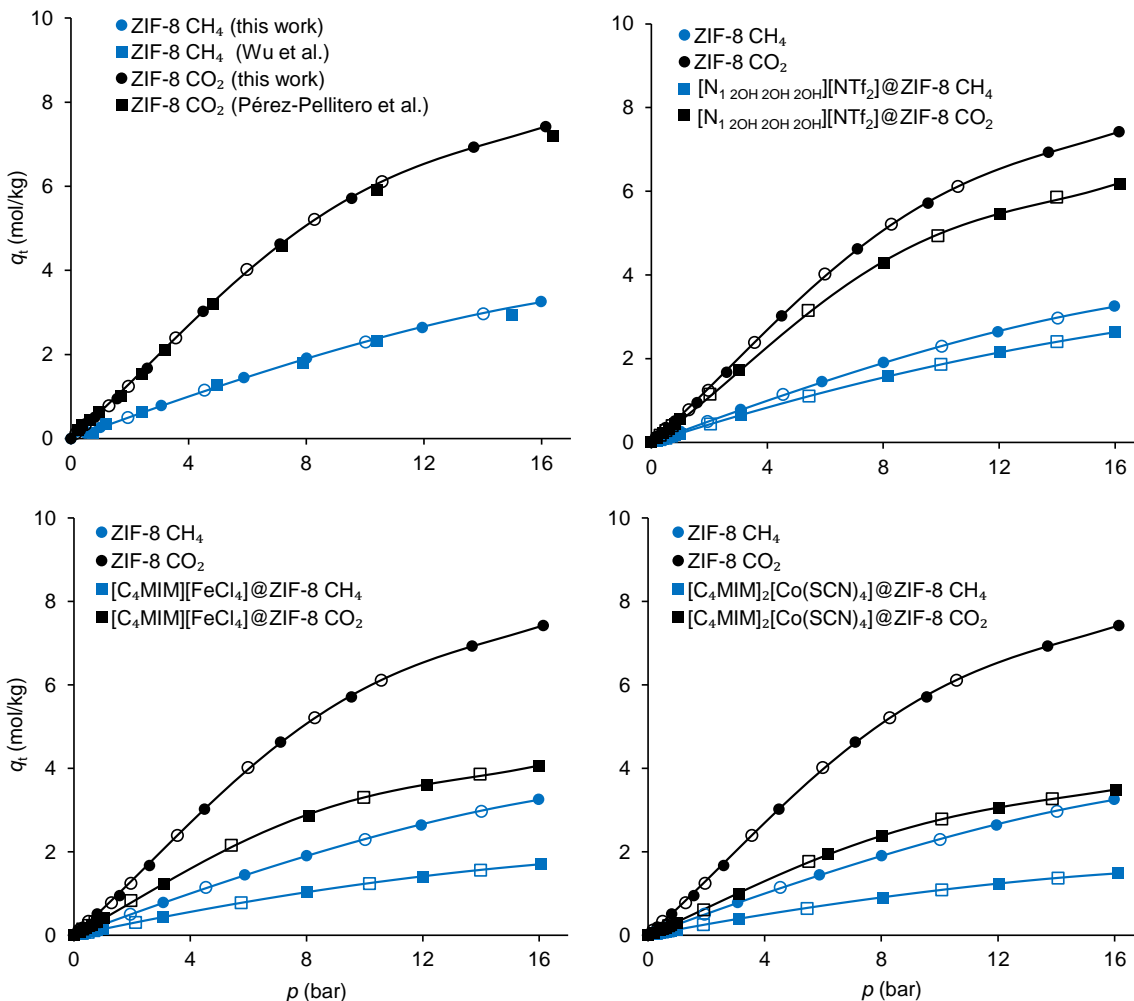 10
8
6
4
2
0
q_t (mol/kg)
ZIF-8 CH₄ (this work)
ZIF-8 CH₄ (Wu et al.)
ZIF-8 CO₂ (this work)
ZIF-8 CO₂ (Pérez-Pellitero et al.)
0 4 8 12 16
10
8
6
4
2
0
ZIF-8 CH₄
ZIF-8 CO₂
[N₁ ₂OH ₂OH ₂OH][NTf₂]@ZIF-8 CH₄
[N₁ ₂OH ₂OH ₂OH][NTf₂]@ZIF-8 CO₂
0 4 8 12 16
10
8
6
4
2
0
q_t (mol/kg)
ZIF-8 CH₄
ZIF-8 CO₂
[C₄MIM][FeCl₄]@ZIF-8 CH₄
[C₄MIM][FeCl₄]@ZIF-8 CO₂
0 4 8 12 16
p (bar)
10
8
6
4
2
0
ZIF-8 CH₄
ZIF-8 CO₂
[C₄MIM]₂[Co(SCN)₄]@ZIF-8 CH₄
[C₄MIM]₂[Co(SCN)₄]@ZIF-8 CO₂
0 4 8 12 16
p (bar)